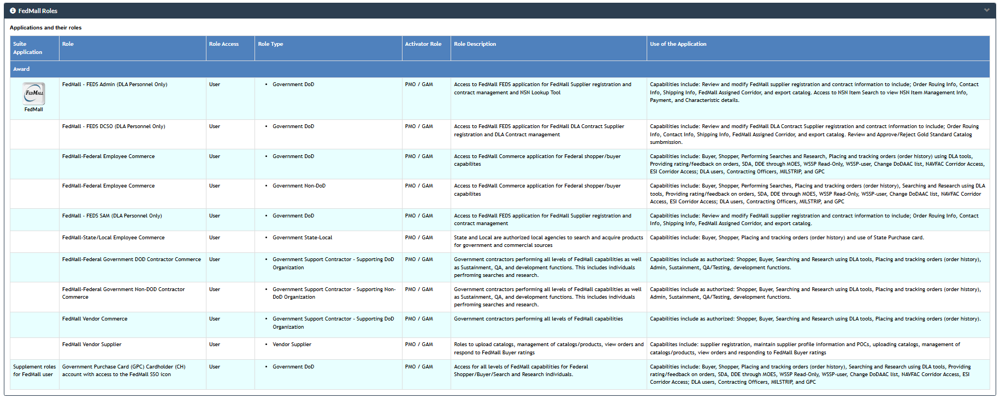 FedMall Roles
Applications and their roles
Suite
Application
Role
Role Access
Role Type
Activator Role
Role Description
Use of the Application
Award
FEDMALL
FedMall
FedMall - FEDS Admin (DLA Personnel Only)
User
• Government DoD
PMO / GAM
Access to FedMall FEDS application for FedMall Supplier registration and
contract management and NSN Lookup Tool
Capabilities include: Review and modify FedMall supplier registration and contract information to include; Order Rouing Info, Contact
Info, Shipping Info, FedMall Assigned Corridor, and export catalog. Access to NSN Item Search to view NSN Item Management Info,
Payment, and Characteristic details.
FedMall - FEDS DCSO (DLA Personnel Only)
User
• Government DoD
PMO / GAM
Access to FedMall FEDS application for FedMall DLA Contract Supplier
registration and DLA Contract management
Capabilities include: Review and modify FedMall DLA Contract Supplier registration and contract information to include; Order Rouing
Info, Contact Info, Shipping Info, FedMall Assigned Corridor, and export catalog. Review and Approve/Reject Gold Standard Catalog
sumbmission.
FedMall-Federal Employee Commerce
User
• Government DoD
PMO / GAM
Access to FedMall Commerce application for Federal shopper/buyer
capabilites
Capabilities include: Buyer, Shopper, Performing Searches and Research, Placing and tracking orders (order history) using DLA tools,
Providing rating/feedback on orders, SDA, DDE through MOES, WSSP Read-Only, WSSP-user, Change DoDAAC list, NAVFAC Corridor Access,
ESI Corridor Access; DLA users, Contracting Officers, MILSTRIP, and GPC
FedMall-Federal Employee Commerce
User
• Government Non-DoD
PMO / GAM
Access to FedMall Commerce application for Federal shopper/buyer
capabilites
Capabilities include: Buyer, Shopper, Performing Searches, Placing and tracking orders (order history), Searching and Research using DLA
tools, Providing rating/feedback on orders, SDA, DDE through MOES, WSSP Read-Only, WSSP-user, Change DoDAAC list, NAVFAC Corridor
Access, ESI Corridor Access; DLA users, Contracting Officers, MILSTRIP, and GPC
FedMall - FEDS SAM (DLA Personnel Only)
User
• Government DoD
PMO / GAM
Access to FedMall FEDS application for FedMall Supplier registration and
contract management
Capabilities include: Review and modify FedMall supplier registration and contract information to include; Order Rouing Info, Contact
Info, Shipping Info, FedMall Assigned Corridor, and export catalog.
FedMall-State/Local Employee Commerce
User
• Government State-Local
PMO / GAM
State and Local are authorized local agencies to search and acquire products
for government and commercial sources
Capabilities include: Buyer, Shopper, Placing and tracking orders (order history) and use of State Purchase card.
FedMall-Federal Government DOD Contractor Commerce
User
• Government Support Contractor - Supporting DoD
Organization
PMO / GAM
Government contractors performing all levels of FedMall capabilities as well
as Sustainment, QA, and development functions. This includes individuals
perfroming searches and research.
Capabilities include as authorized: Shopper, Buyer, Searching and Research using DLA tools, Placing and tracking orders (order history),
Admin, Sustainment, QA/Testing, development functions.
FedMall-Federal Government Non-DOD Contractor
Commerce
User
• Government Support Contractor - Supporting Non-
DoD Organization
PMO / GAM
Government contractors performing all levels of FedMall capabilities as well
as Sustainment, QA, and development functions. This includes individuals
perfroming searches and research.
Capabilities include as authorized: Shopper, Buyer, Searching and Research using DLA tools, Placing and tracking orders (order history),
Admin, Sustainment, QA/Testing, development functions.
FedMall Vendor Commerce
User
• Government Support Contractor - Supporting DoD
Organization
PMO / GAM
Government contractors performing all levels of FedMall capabilities
Capabilities include as authorized: Shopper, Buyer, Searching and Research using DLA tools, Placing and tracking orders (order history).
FedMall Vendor Supplier
User
• Vendor Supplier
PMO / GAM
Roles to upload catalogs, management of catalogs/products, view orders and
respond to FedMall Buyer ratings
Capabilites include: supplier registration, maintain supplier profile information and POCs, uploading catalogs, management of
catalogs/products, view orders and responding to FedMall Buyer ratings
Supplement roles
for FedMall user
Government Purchase Card (GPC) Cardholder (CH)
account with access to the FedMall SSO icon
User
• Government DoD
PMO / GAM
Access for all levels of FedMall capabilities for Federal
Shopper/Buyer/Search and Research individuals.
Capabilities include: Buyer, Shopper, Placing and tracking orders (order history), Searching and Research using DLA tools, Providing
rating/feedback on orders, SDA, DDE through MOES, WSSP Read-Only, WSSP-user, Change DoDAAC list, NAVFAC Corridor Access, ESI
Corridor Access; DLA users, Contracting Officers, MILSTRIP, and GPC